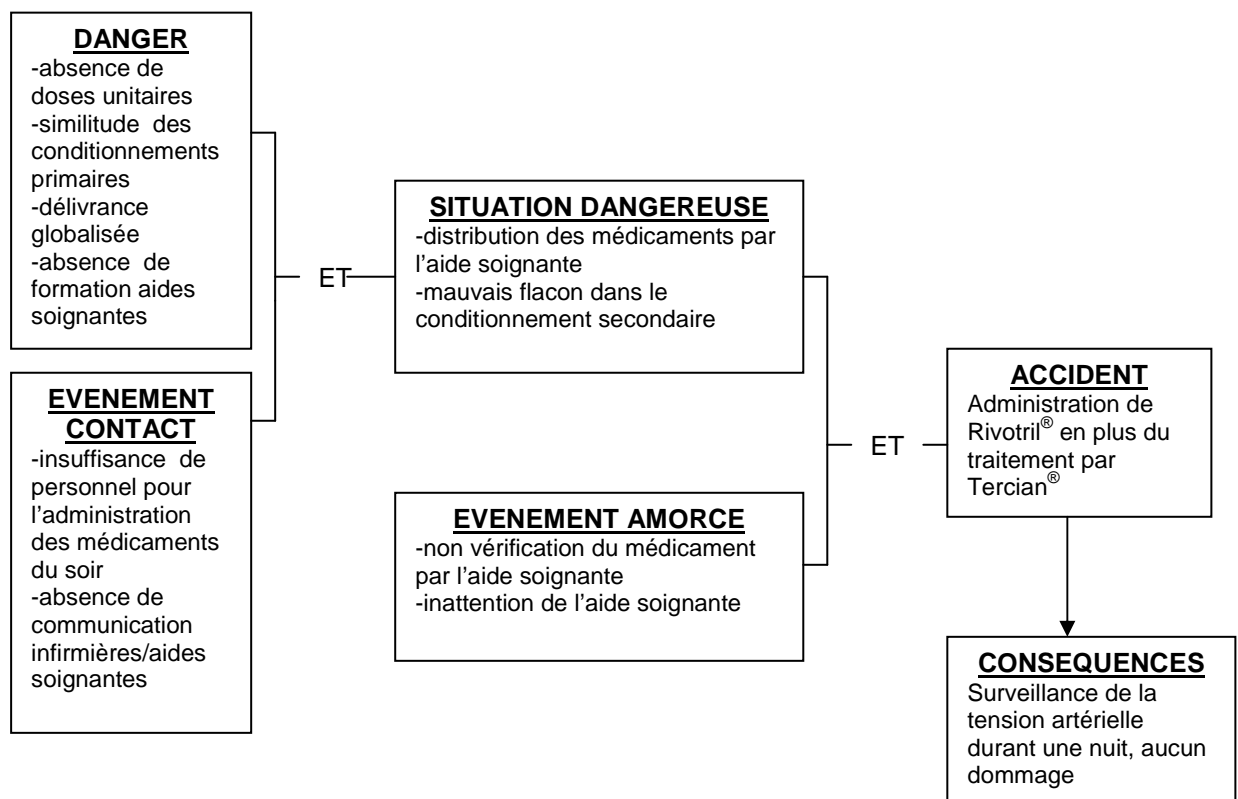 DANGER
-absence de
doses unitaires
-similitude des
conditionnements
primaires
-délivrance
globalisée
-absence de
formation aides
soignantes
EVENEMENT
CONTACT
-insuffisance de
personnel pour
l'administration
des médicaments
du soir
-absence de
communication
infirmières/aides
soignantes
ET
SITUATION DANGEREUSE
-distribution des médicaments par
l'aide soignante
-mauvais flacon dans le
conditionnement secondaire
EVENEMENT AMORCE
-non vérification du médicament
par l'aide soignante
-inattention de l'aide soignante
ET
ACCIDENT
Administration de
Rivotril® en plus du
traitement par
Tercian®
CONSEQUENCES
Surveillance de la
tension artérielle
durant une nuit, aucun
dommage